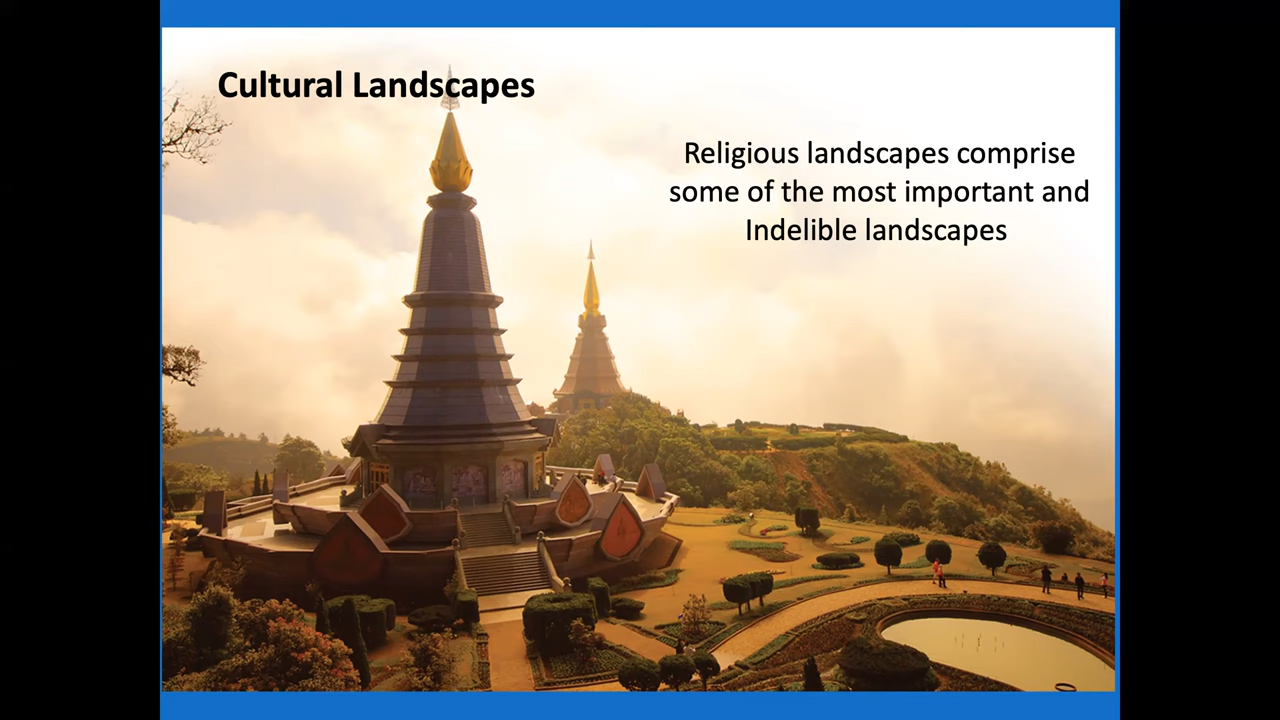 Cultural Landscapes
Religious landscapes comprise
some of the most important and
Indelible landscapes